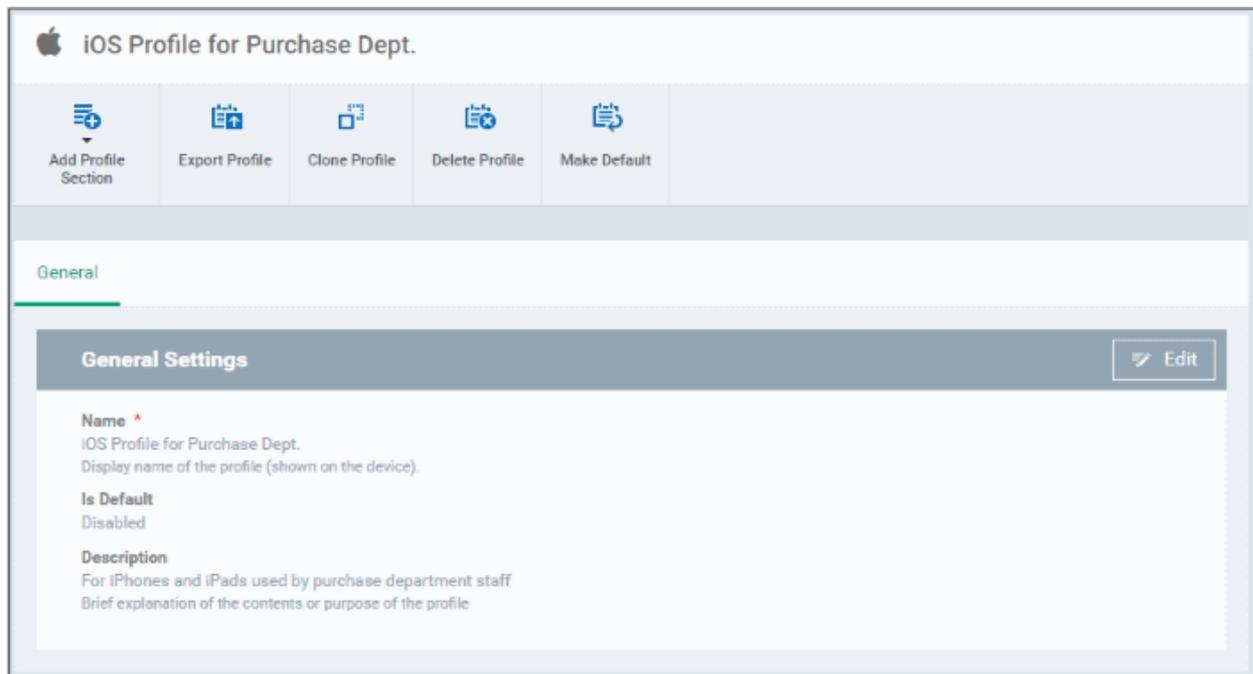 iOS Profile for Purchase Dept.
Add Profile
Section
Export Profile
Clone Profile
Delete Profile
Make Default
General
General Settings
Edit
Name *
iOS Profile for Purchase Dept.
Display name of the profile (shown on the device).
Is Default
Disabled
Description
For iPhones and iPads used by purchase department staff
Brief explanation of the contents or purpose of the profile